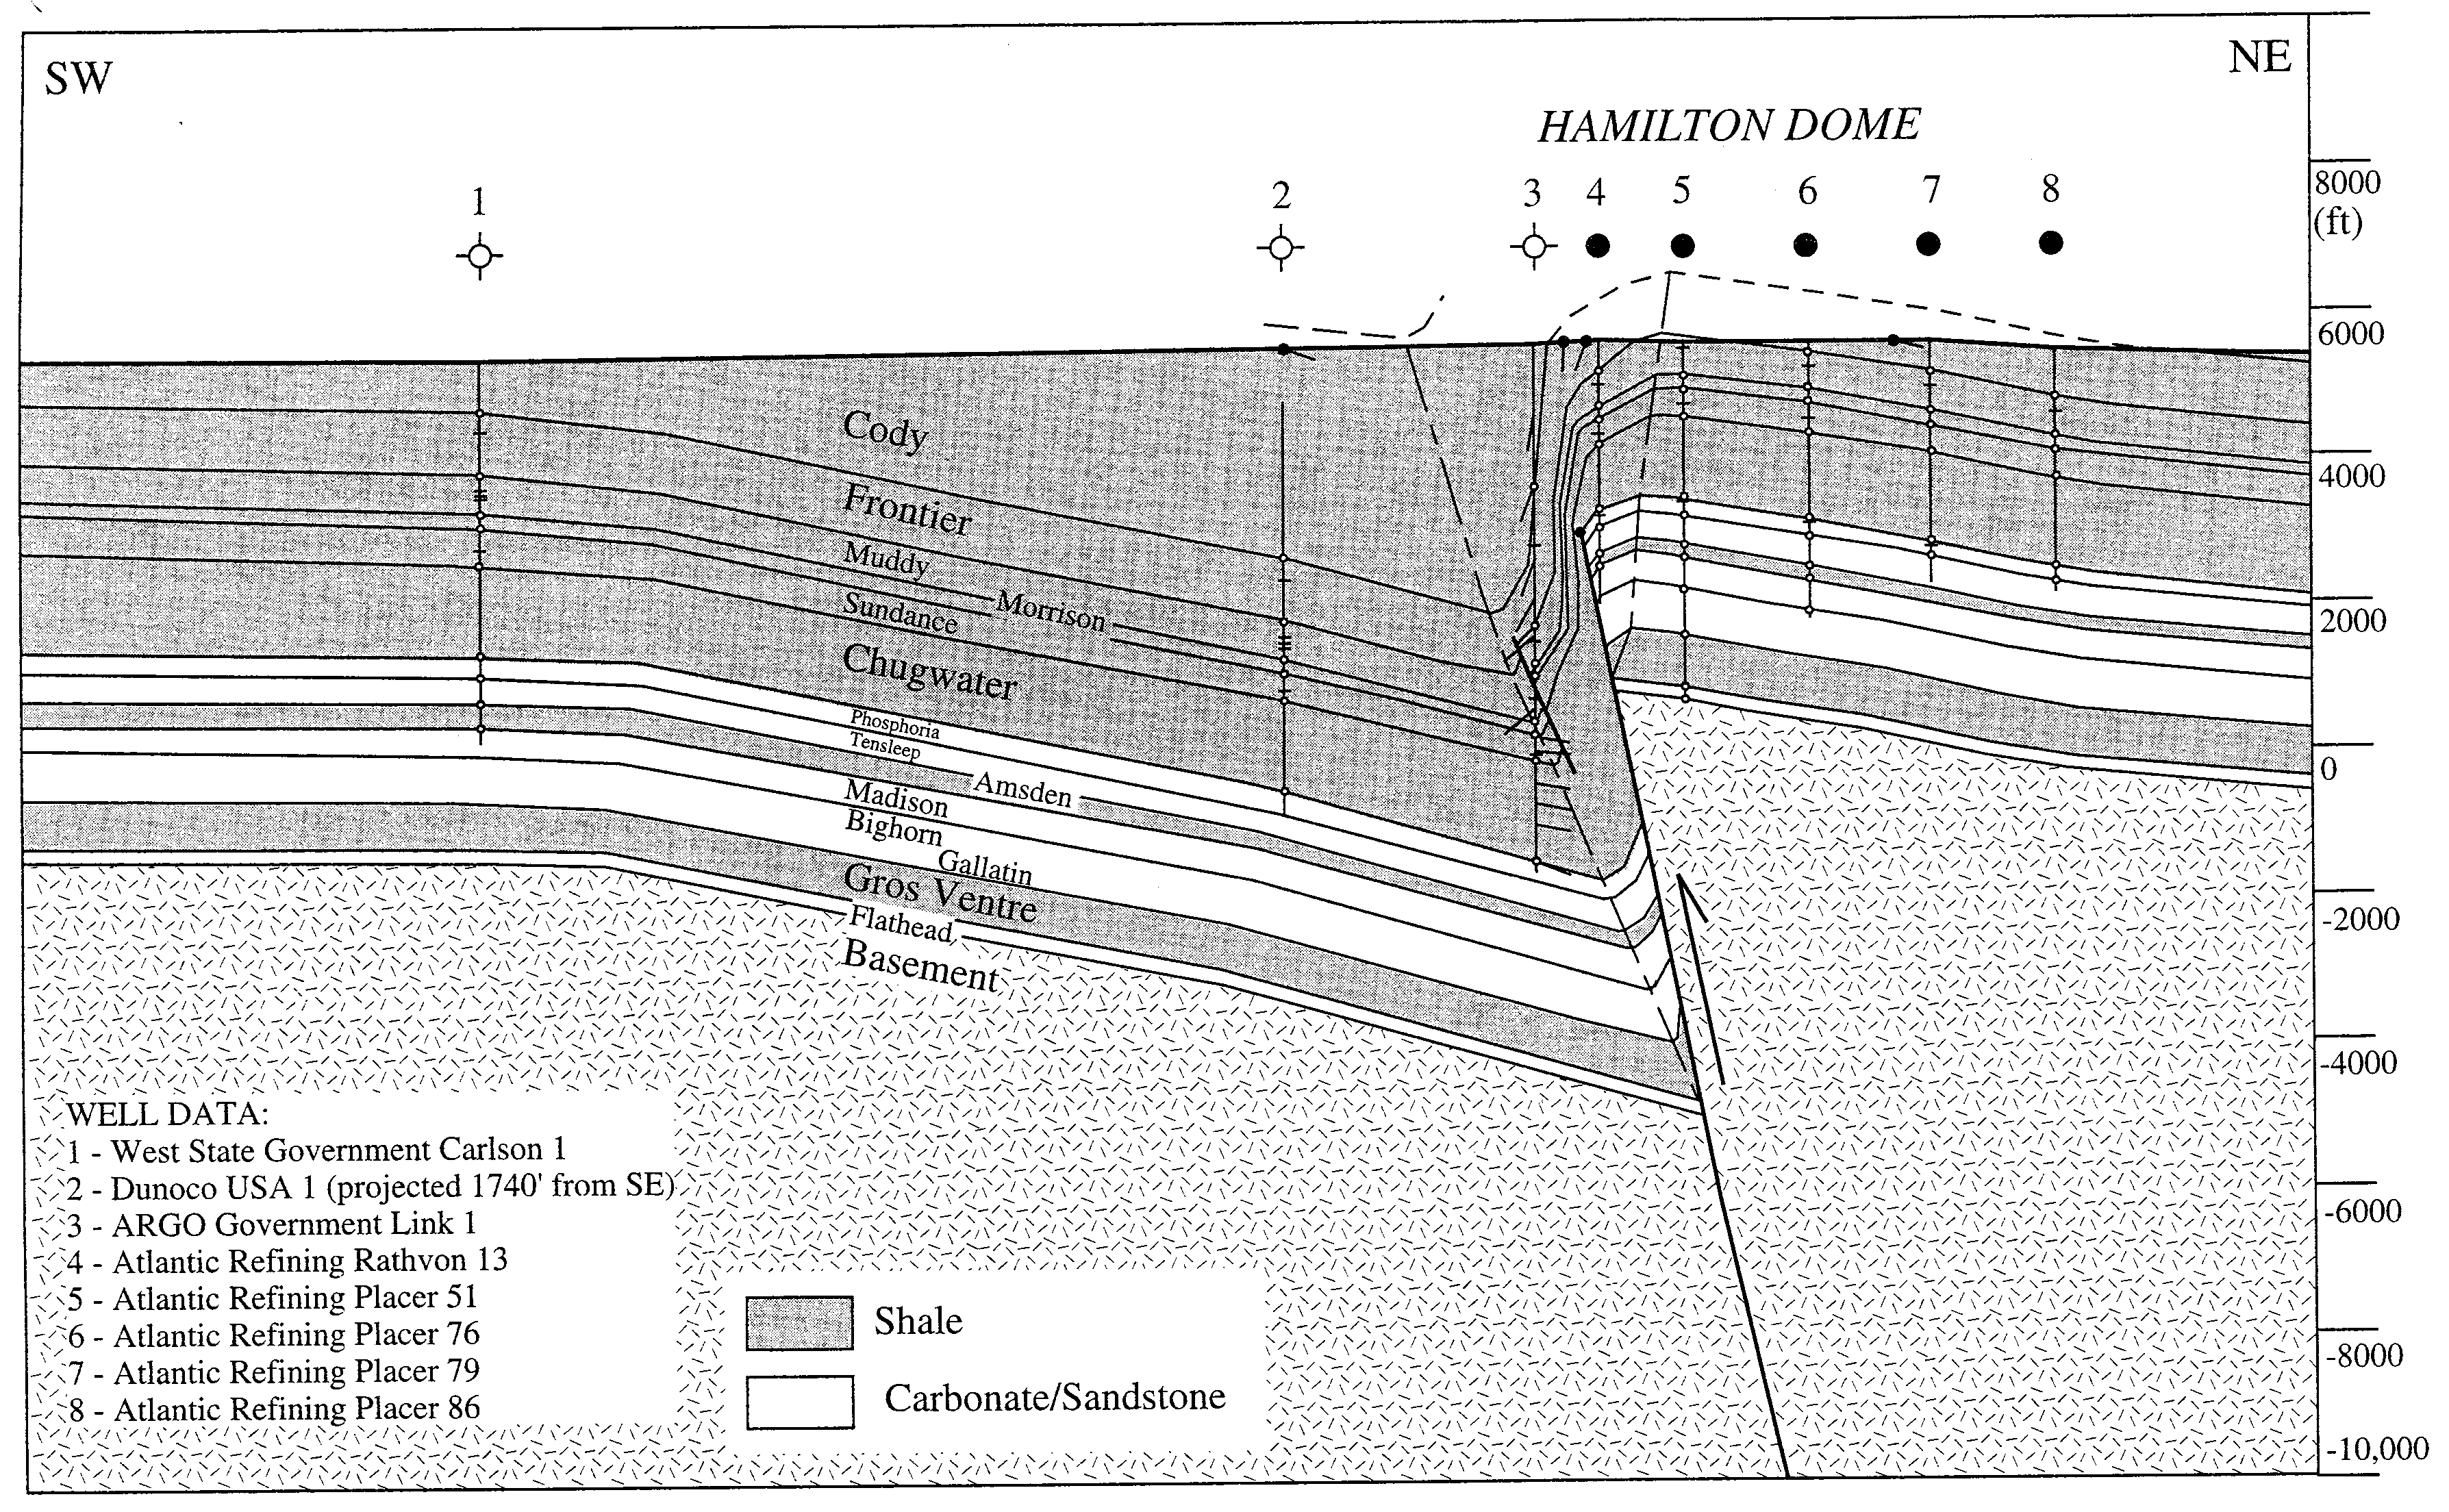 SW
NE
HAMILTON DOME
1
2
3
4
5
6
7
8
8000
(ft)
6000
4000
2000
0
-2000
-4000
-6000
-8000
-10,000
Cody
Frontier
Muddy
Morrison
Sundance
Chugwater
Phosphoria
Tensleep
Amsden
Madison
Bighorn
Gallatin
Gros Ventre
Flathead
Basement
WELL DATA:
1 - West State Government Carlson 1
2 - Dunoco USA 1 (projected 1740' from SE)
3 - ARGO Government Link 1
4 - Atlantic Refining Rathvon 13
5 - Atlantic Refining Placer 51
6 - Atlantic Refining Placer 76
7 - Atlantic Refining Placer 79
8 - Atlantic Refining Placer 86
Shale
Carbonate/Sandstone